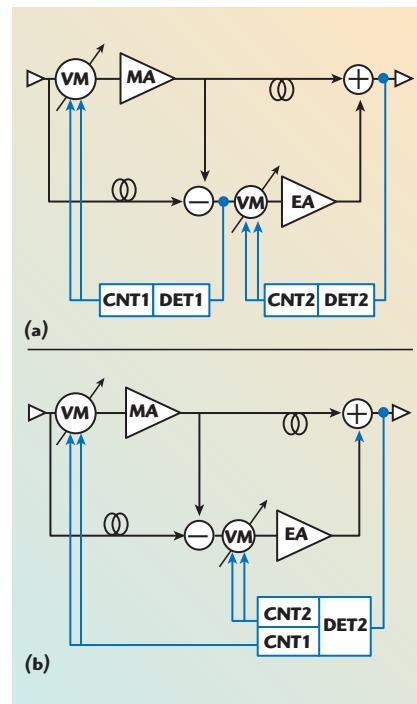 VM MA
VM EA
CNT1 DET1 CNT2 DET2
(a)
VM MA
VM EA
CNT2
DET2
CNT1
(b)